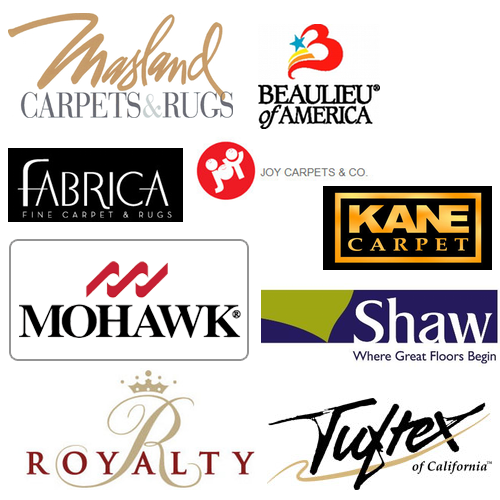 Masland
CARPETS&RUGS
BEAULIEU®
of AMERICA
FABRICA
FINE CARPET & RUGS
joy
JOY CARPETS & CO.
KANE
CARPET
MOHAWK®
Shaw
Where Great Floors Begin
R
ROYALTY
Tuftex
of California™